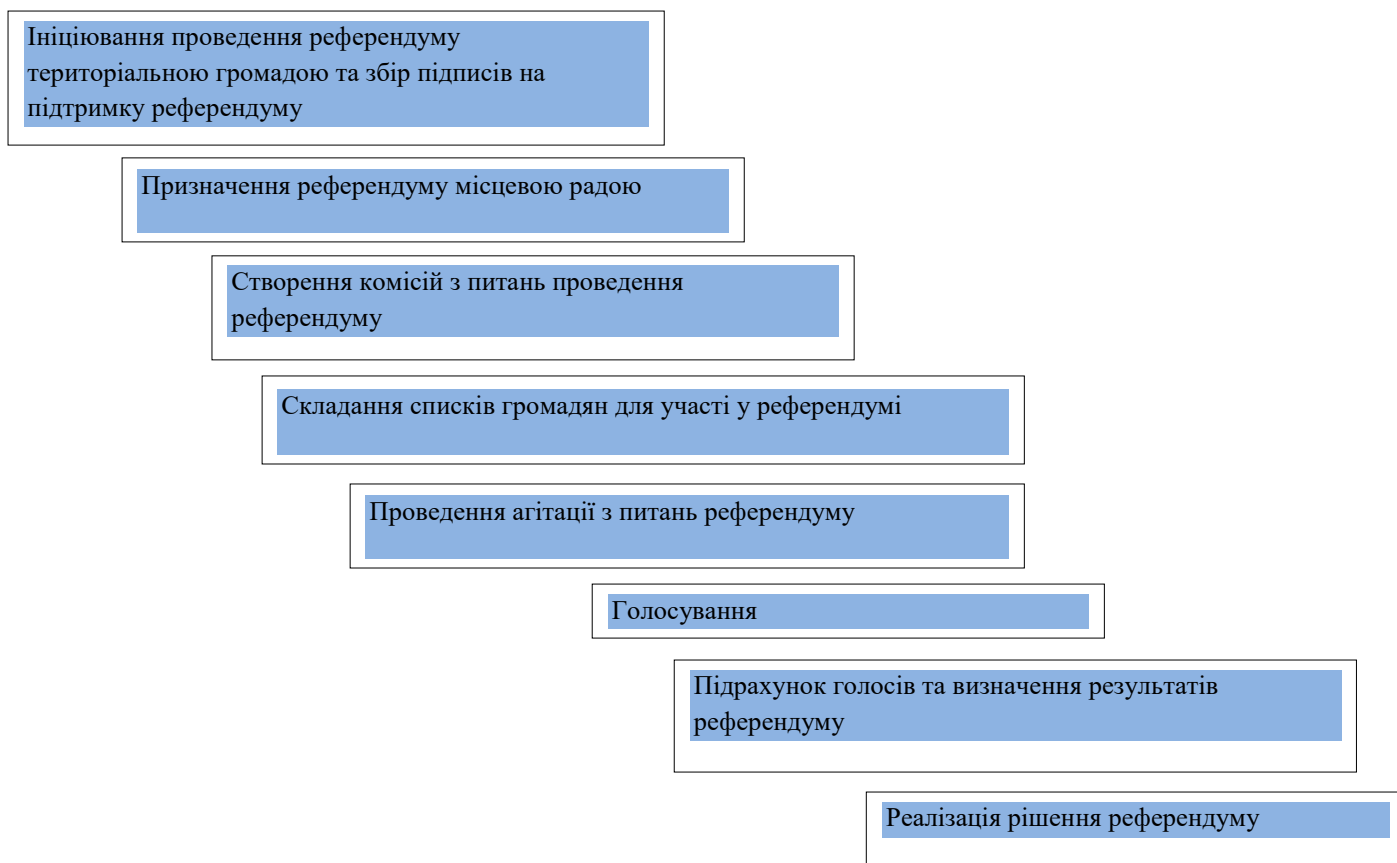 Ініціювання проведення референдуму
територіальною громадою та збір підписів на
підтримку референдуму
Призначення референдуму місцевою радою
Створення комісій з питань проведення
референдуму
Складання списків громадян для участі у референдумі
Проведення агітації з питань референдуму
Голосування
Підрахунок голосів та визначення результатів
референдуму
Реалізація рішення референдуму